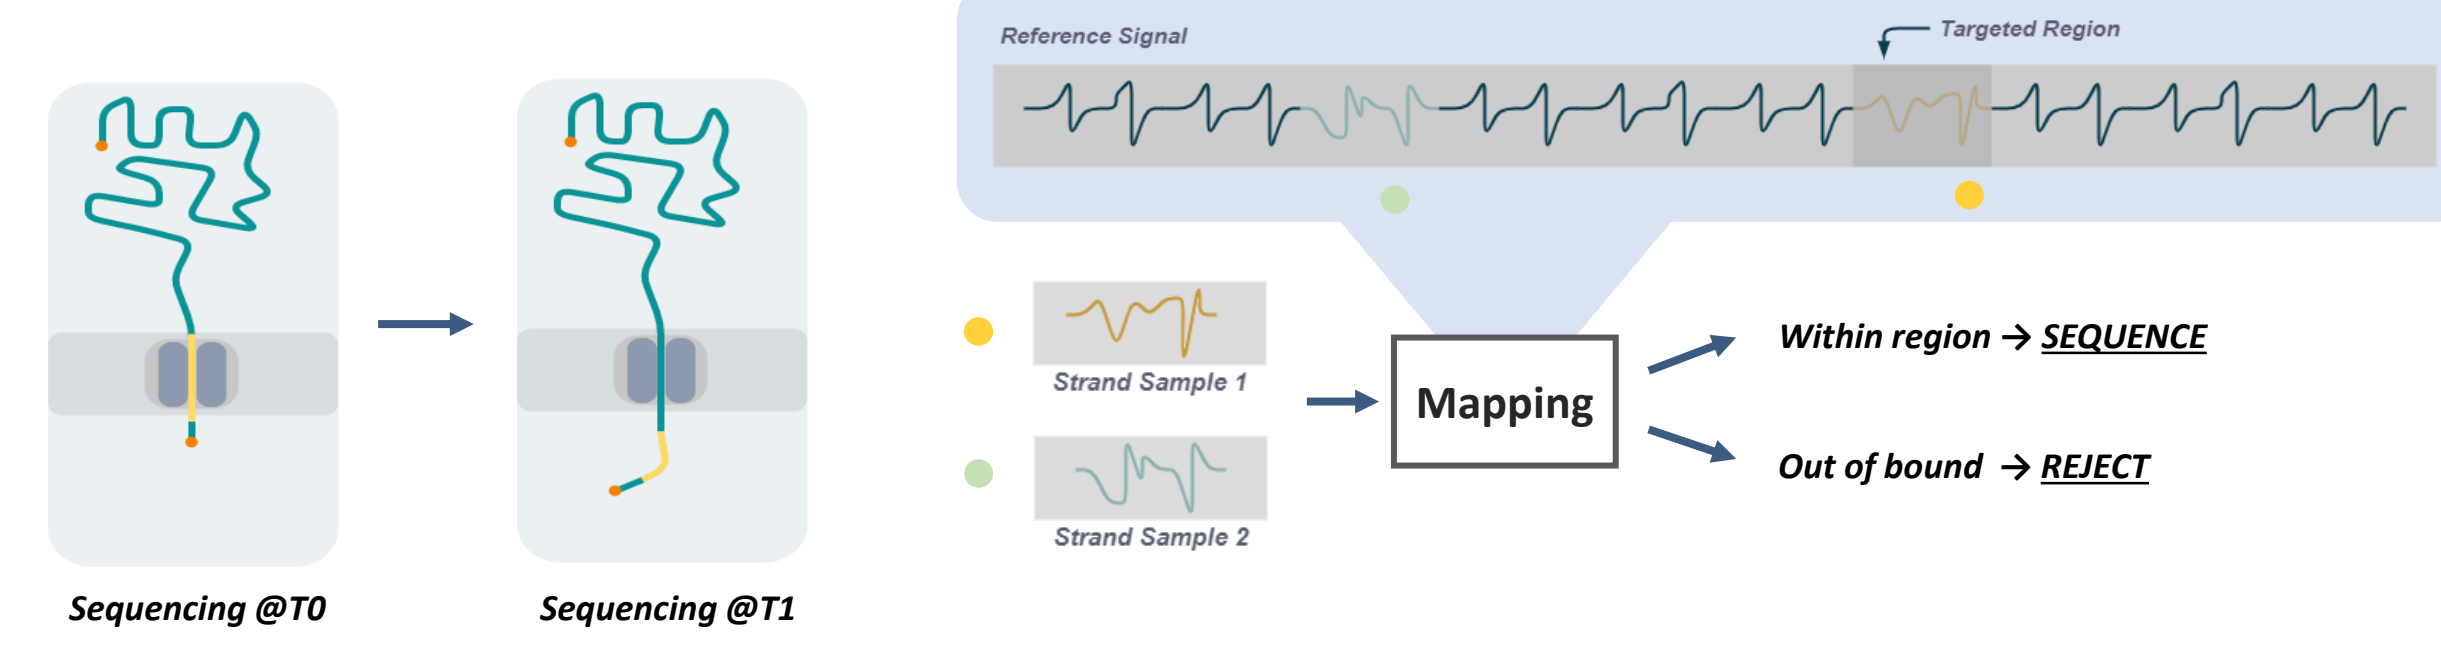 Reference Signal
Targeted Region
Strand Sample 1
Strand Sample 2
Mapping
Within region → SEQUENCE
Out of bound → REJECT
Sequencing @T0
Sequencing @T1